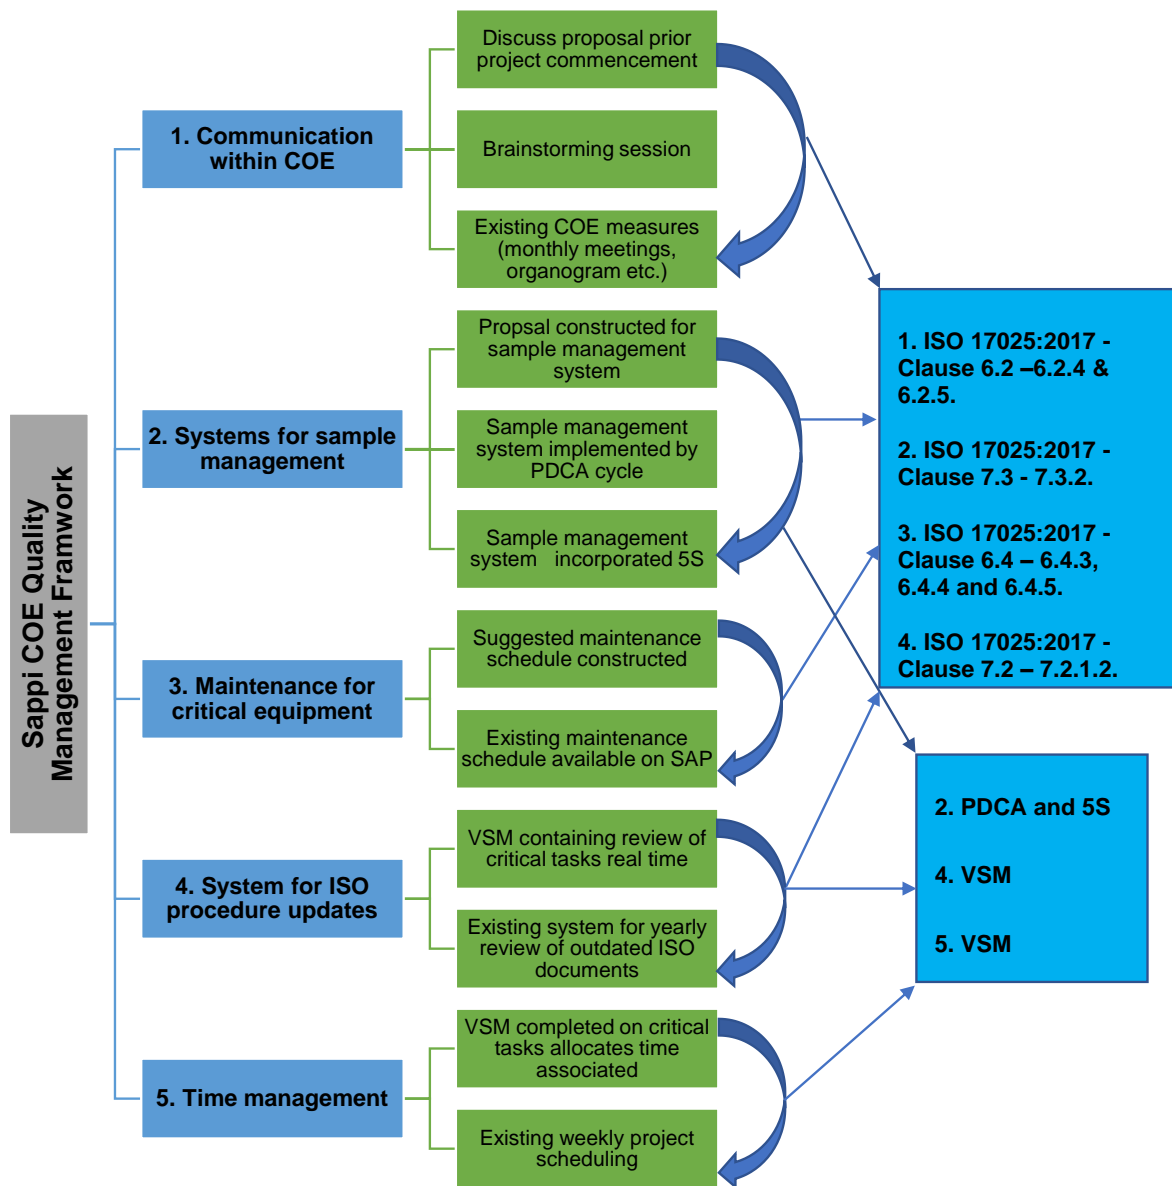 Sappi COE Quality
Management Framwork
1. Communication
within COE
Discuss proposal prior
project commencement
Brainstorming session
Existing COE measures
(monthly meetings,
organogram etc.)
2. Systems for sample
management
Propsal constructed for
sample management
system
Sample management
system implemented by
PDCA cycle
Sample management
system incorporated 5S
3. Maintenance for
critical equipment
Suggested maintenance
schedule constructed
Existing maintenance
schedule available on SAP
4. System for ISO
procedure updates
VSM containing review of
critical tasks real time
Existing system for yearly
review of outdated ISO
documents
5. Time management
VSM completed on critical
tasks allocates time
associated
Existing weekly project
scheduling
1. ISO 17025:2017 -
Clause 6.2 –6.2.4 &
6.2.5.
2. ISO 17025:2017 -
Clause 7.3 - 7.3.2.
3. ISO 17025:2017 -
Clause 6.4 – 6.4.3,
6.4.4 and 6.4.5.
4. ISO 17025:2017 -
Clause 7.2 – 7.2.1.2.
2. PDCA and 5S
4. VSM
5. VSM